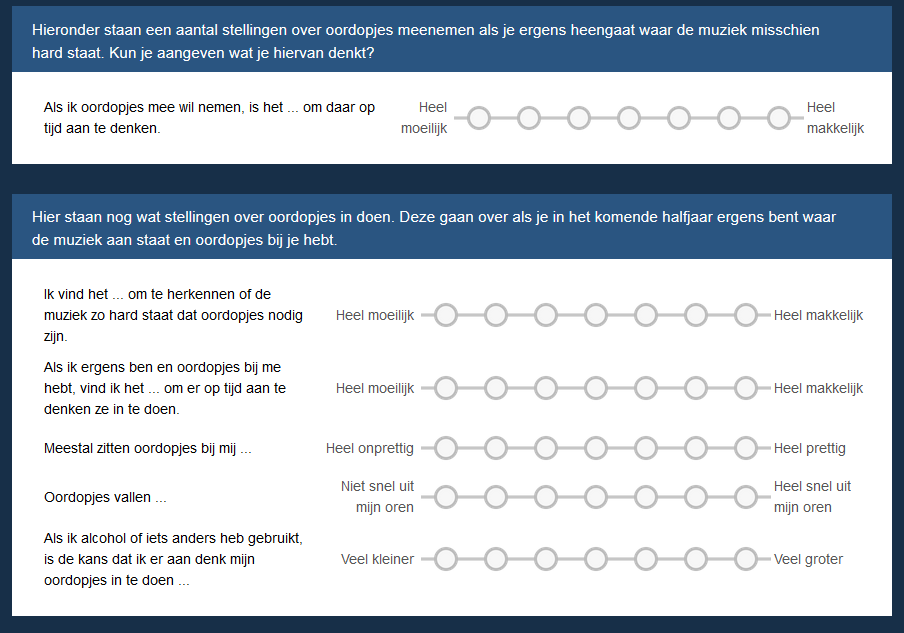 Hieronder staan een aantal stellingen over oordopjes meenemen als je ergens heengaat waar de muziek misschien
hard staat. Kun je aangeven wat je hiervan denkt?
Als ik oordopjes mee wil nemen, is het ... om daar op
tijd aan te denken.
Heel
moeilijk
Heel
makkelijk
Hier staan nog wat stellingen over oordopjes in doen. Deze gaan over als je in het komende halfjaar ergens bent waar
de muziek aan staat en oordopjes bij je hebt.
Ik vind het ... om te herkennen of de
muziek zo hard staat dat oordopjes nodig
zijn.
Heel moeilijk
Heel makkelijk
Als ik ergens ben en oordopjes bij me
hebt, vind ik het ... om er op tijd aan te
denken ze in te doen.
Heel moeilijk
Heel makkelijk
Meestal zitten oordopjes bij mij ...
Heel onprettig
Heel prettig
Oordopjes vallen ...
Niet snel uit
mijn oren
Heel snel uit
mijn oren
Als ik alcohol of iets anders heb gebruikt,
is de kans dat ik er aan denk mijn
oordopjes in te doen ...
Veel kleiner
Veel groter